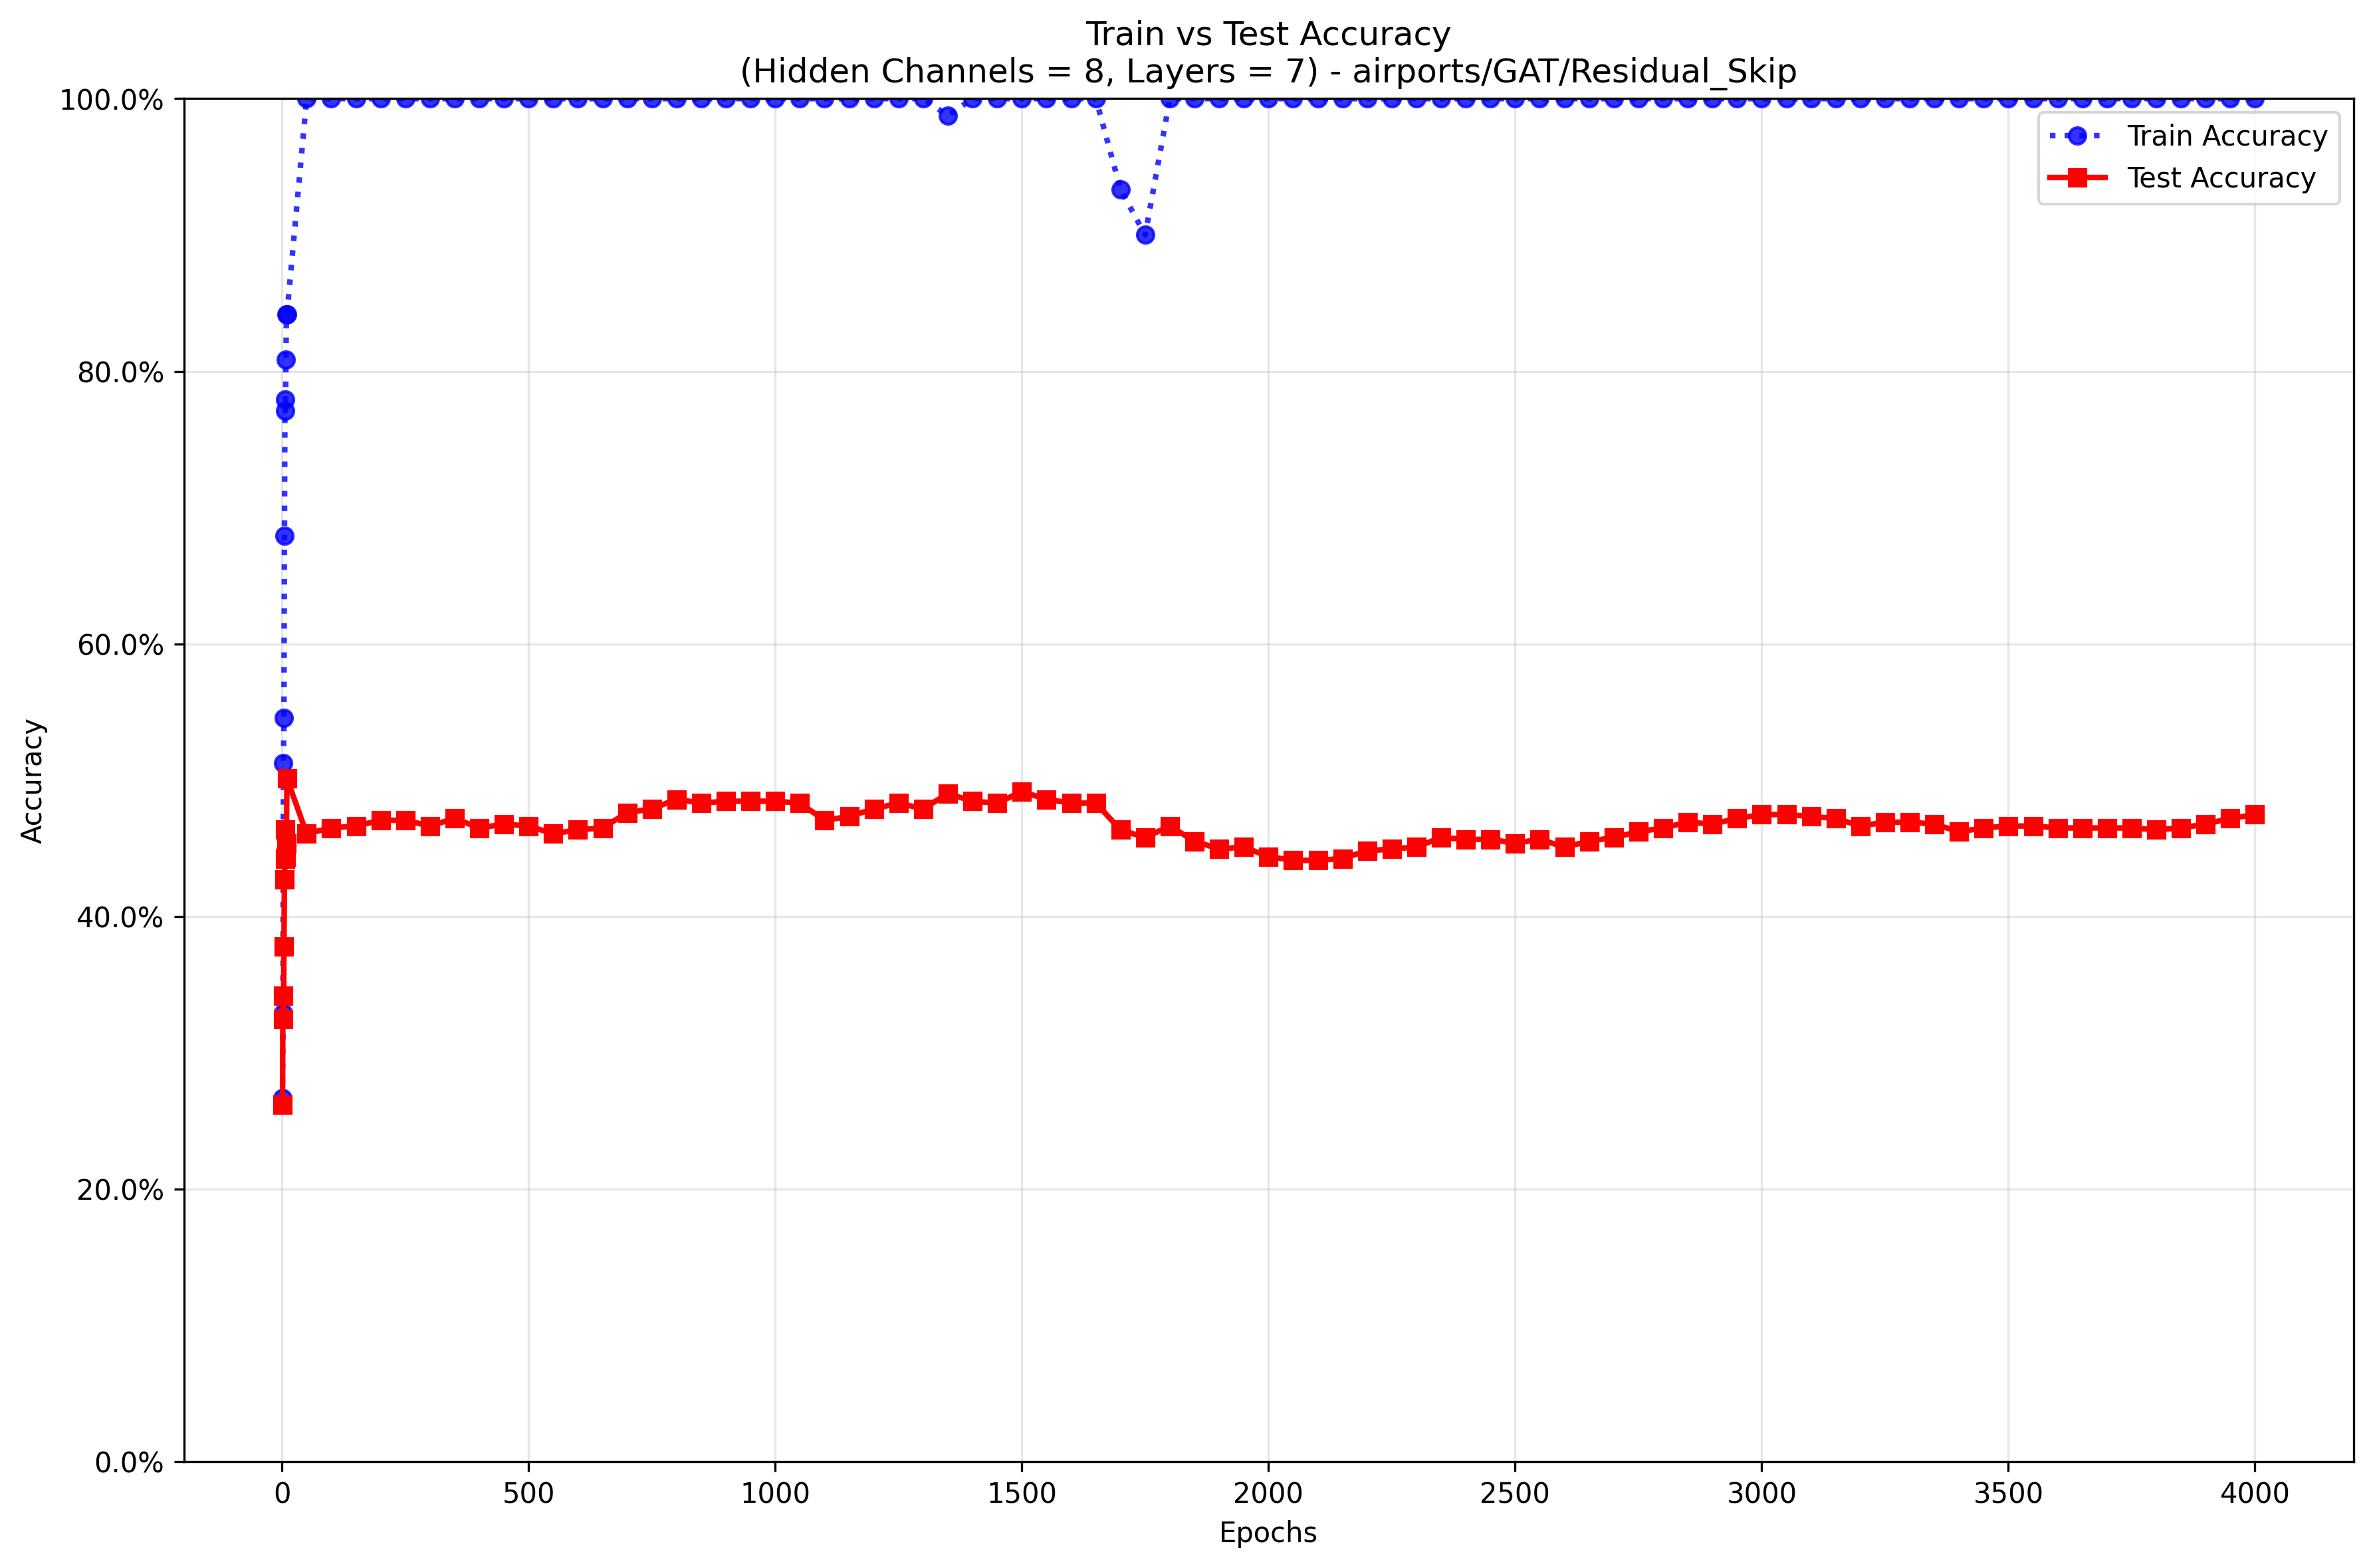 Train vs Test Accuracy
(Hidden Channels = 8, Layers = 7) - airports/GAT/Residual_Skip
100.0%
80.0%
60.0%
40.0%
20.0%
0.0%
Accuracy
Train Accuracy
Test Accuracy
0
500
1000
1500
2000
2500
3000
3500
4000
Epochs